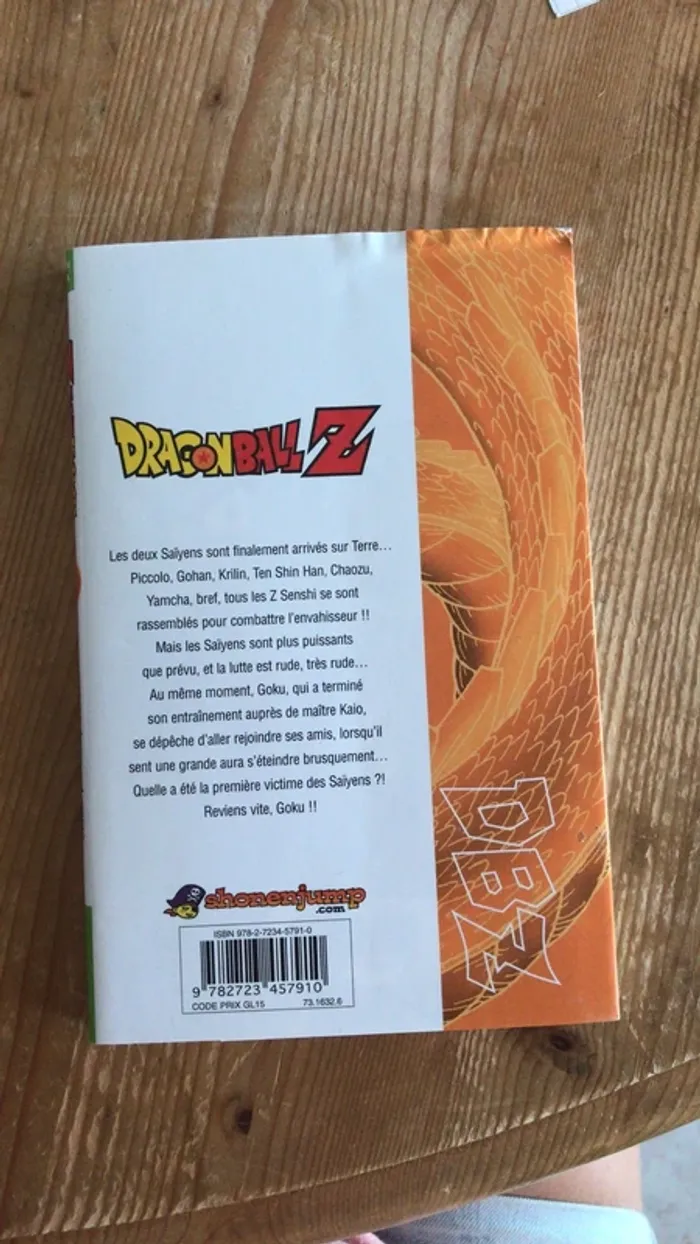 DRAGON BALL Z
Les deux Saïyens sont finalement arrivés sur Terre…
Piccolo, Gohan, Krilin, Ten Shin Han, Chaozu,
Yamcha, bref, tous les Z Senshi se sont
rassemblés pour combattre l'envahisseur !!
Mais les Saïyens sont plus puissants
que prévu, et la lutte est rude, très rude…
Au même moment, Goku, qui a terminé
son entraînement auprès de maître Kaio,
se dépêche d'aller rejoindre ses amis, lorsqu'il
sent une grande aura s'éteindre brusquement…
Quelle a été la première victime des Saïyens ?!
Reviens vite, Goku !!
shonenjump
.com
ISBN 978-2-7234-5791-0
9 782723 457910
CODE PRIX GL15 73.1632.6
DBZ